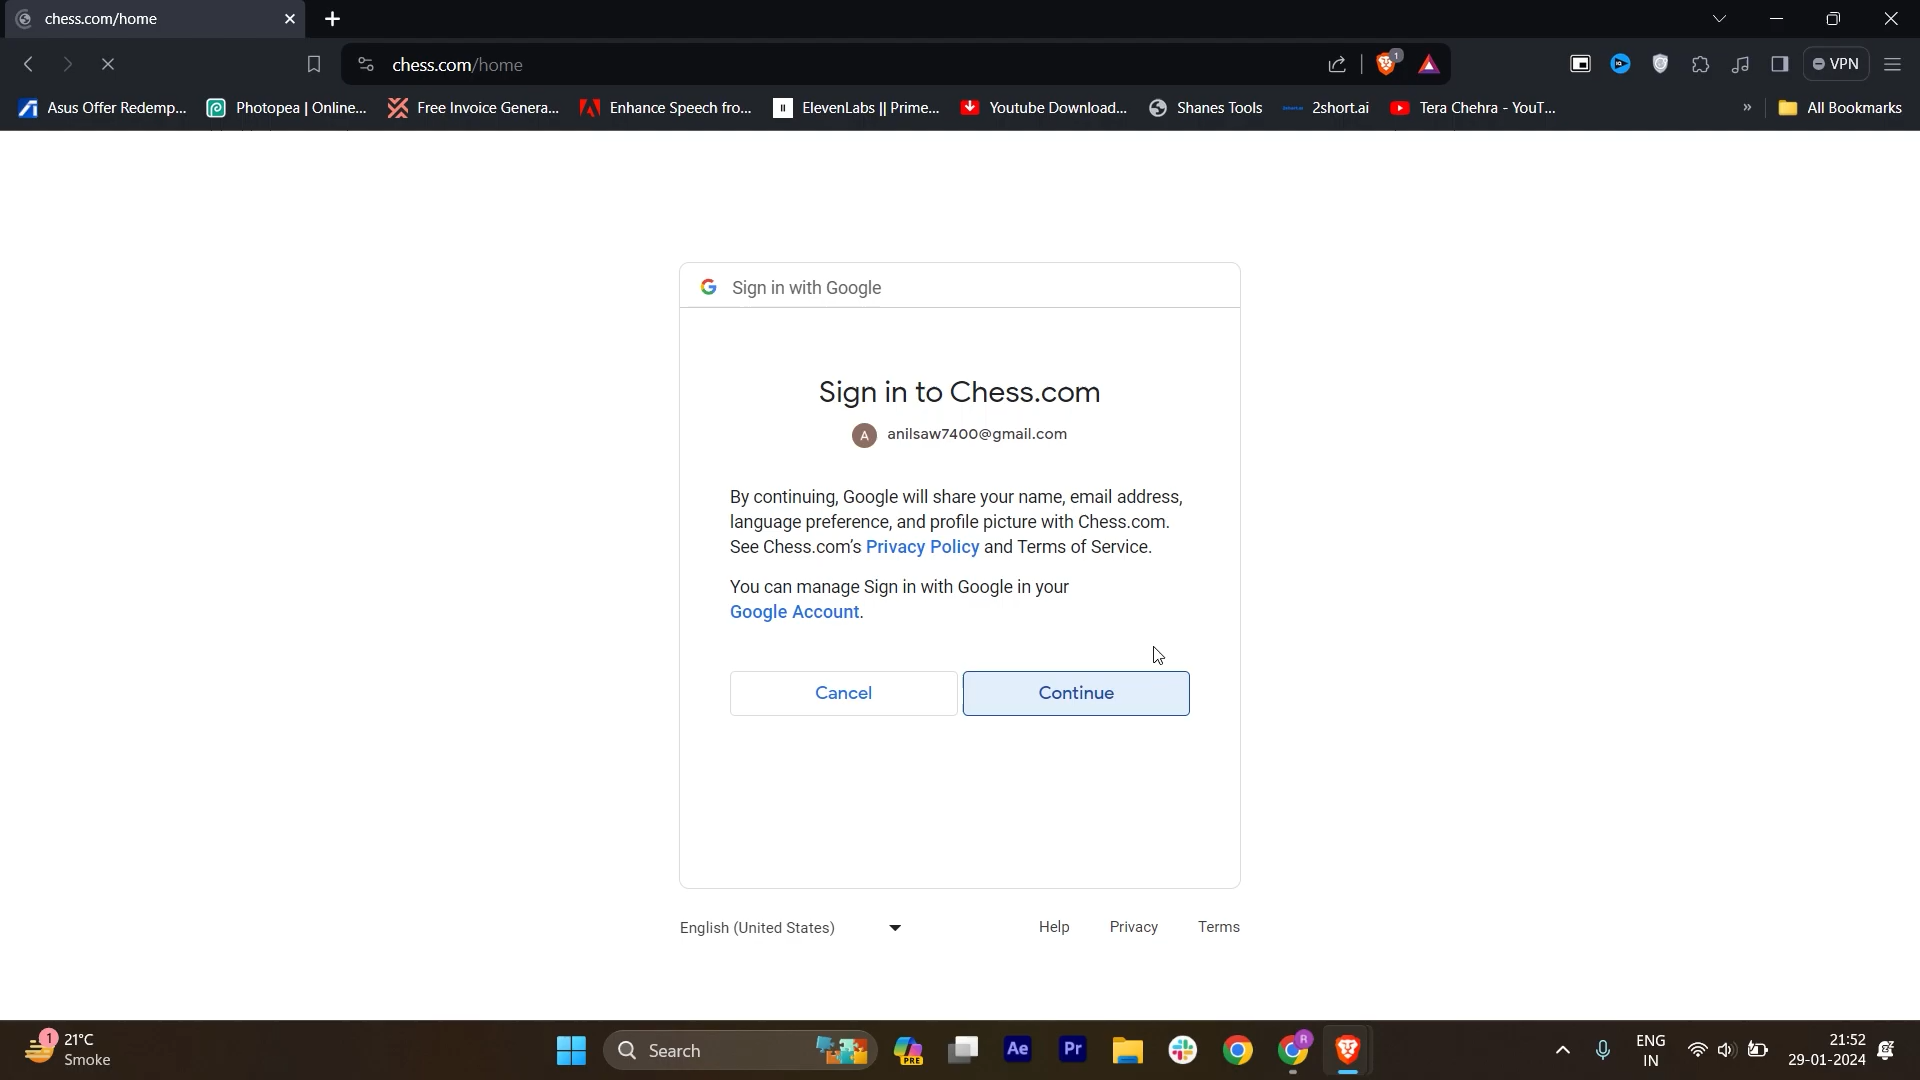 chess.com/home
chess.com/home
1
VPN
Asus Offer Redemp...
Photopea | Online...
Free Invoice Genera...
Enhance Speech fro...
ElevenLabs || Prime...
Youtube Download...
Shanes Tools
2short.ai
Tera Chehra - YouT...
»
All Bookmarks
Sign in with Google
Sign in to Chess.com
A
anilsaw7400@gmail.com
By continuing, Google will share your name, email address,
language preference, and profile picture with Chess.com.
See Chess.com's Privacy Policy and Terms of Service.
You can manage Sign in with Google in your
Google Account.
Cancel
Continue
English (United States)
Help
Privacy
Terms
1
21°C
Smoke
Search
PRE
Ae
Pr
R
ENG
IN
21:52
29-01-2024